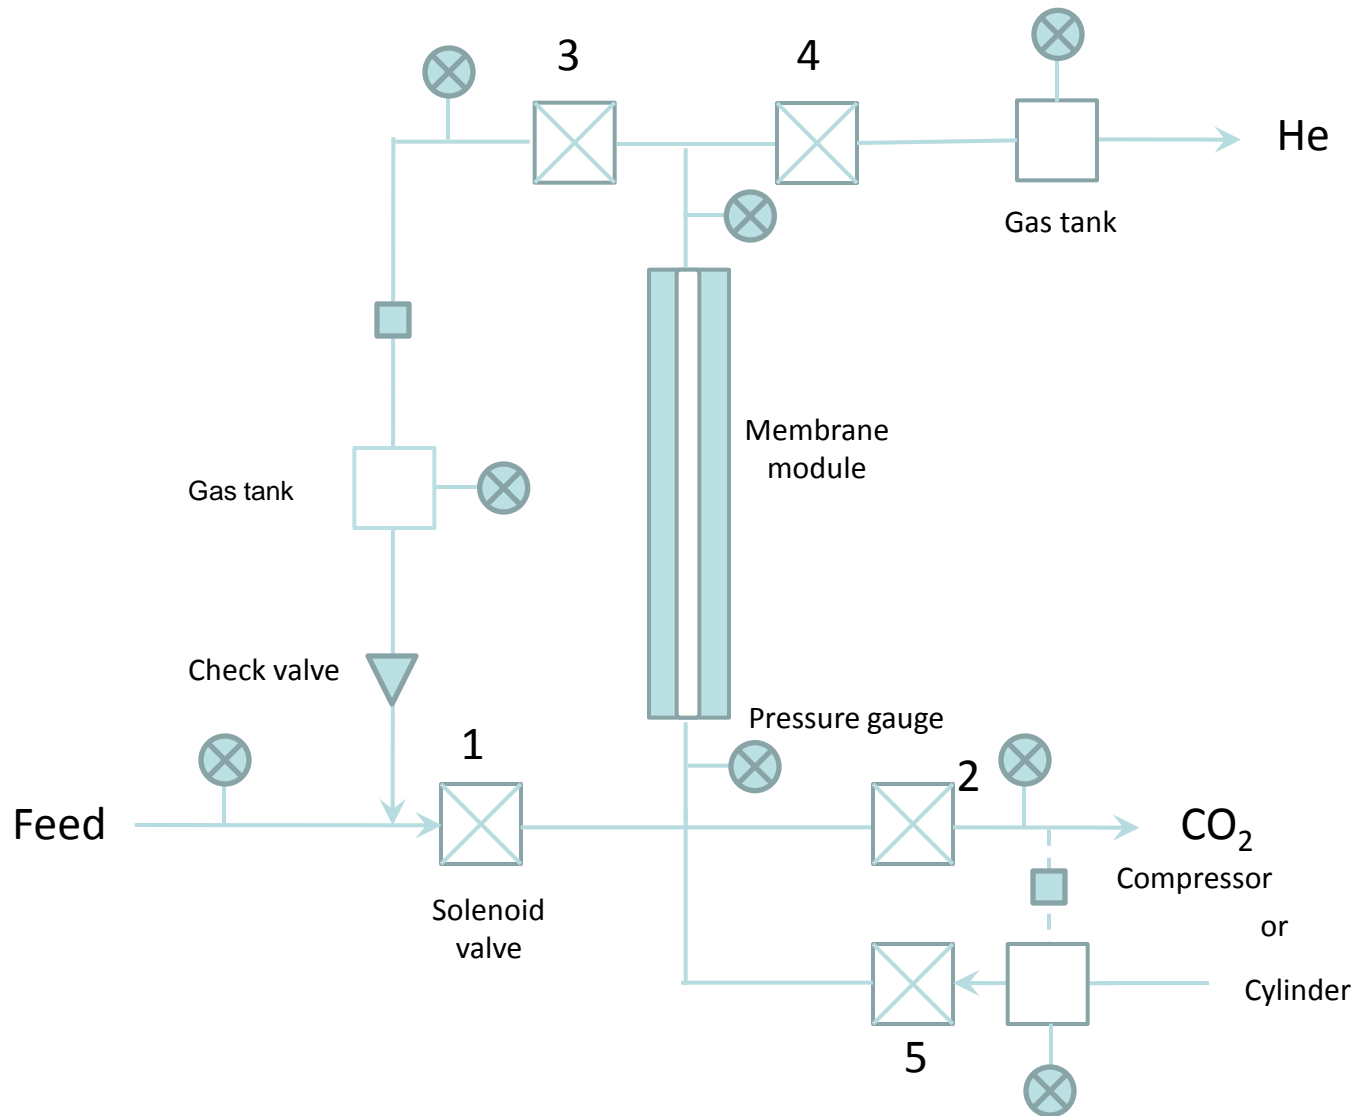 3
4
He
Gas tank
Membrane
module
Gas tank
Check valve
Pressure gauge
1
2
Feed
CO₂
Compressor
Solenoid
valve
or
Cylinder
5